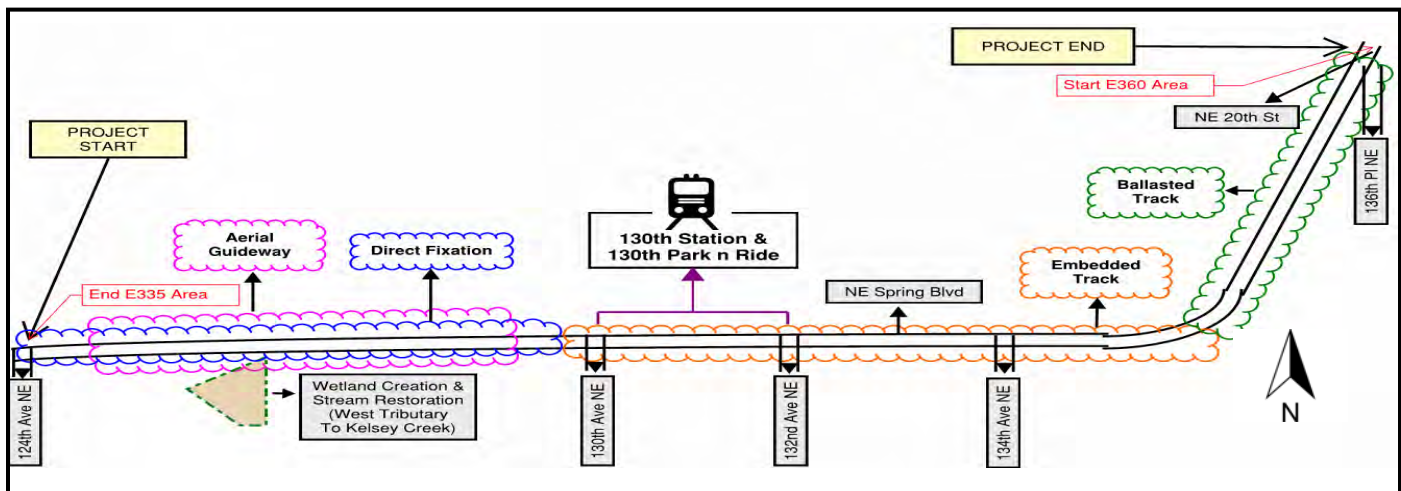 PROJECT END
Start E360 Area
NE 20th St
136th Pl NE
PROJECT
START
Ballasted
Track
Aerial
Guideway
Direct Fixation
130th Station &
130th Park n Ride
Embedded
Track
End E335 Area
NE Spring Blvd
Wetland Creation &
Stream Restoration
(West Tributary
To Kelsey Creek)
124th Ave NE
130th Ave NE
132nd Ave NE
134th Ave NE
N